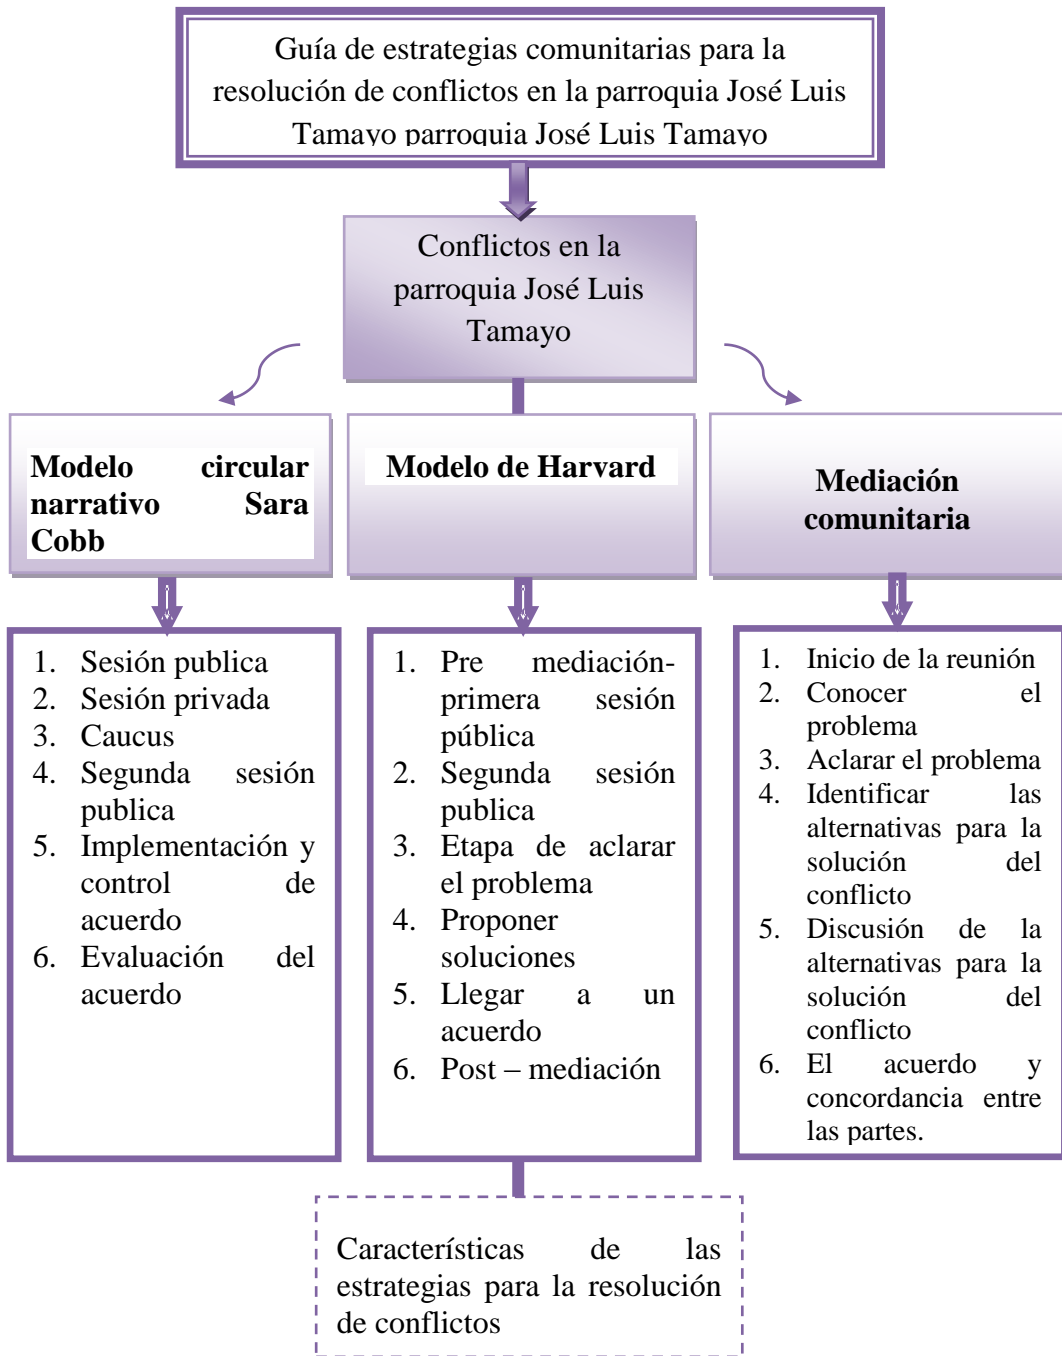 Guía de estrategias comunitarias para la
resolución de conflictos en la parroquia José Luis
Tamayo parroquia José Luis Tamayo
Conflictos en la
parroquia José Luis
Tamayo
Modelo circular
narrativo Sara
Cobb
Modelo de Harvard
Mediación
comunitaria
1. Sesión publica
2. Sesión privada
3. Caucus
4. Segunda sesión
publica
5. Implementación y
control de
acuerdo
6. Evaluación del
acuerdo
1. Pre mediación-
primera sesión
pública
2. Segunda sesión
publica
3. Etapa de aclarar
el problema
4. Proponer
soluciones
5. Llegar a un
acuerdo
6. Post – mediación
1. Inicio de la reunión
2. Conocer el
problema
3. Aclarar el problema
4. Identificar las
alternativas para la
solución del
conflicto
5. Discusión de la
alternativas para la
solución del
conflicto
6. El acuerdo y
concordancia entre
las partes.
Características de las
estrategias para la resolución
de conflictos